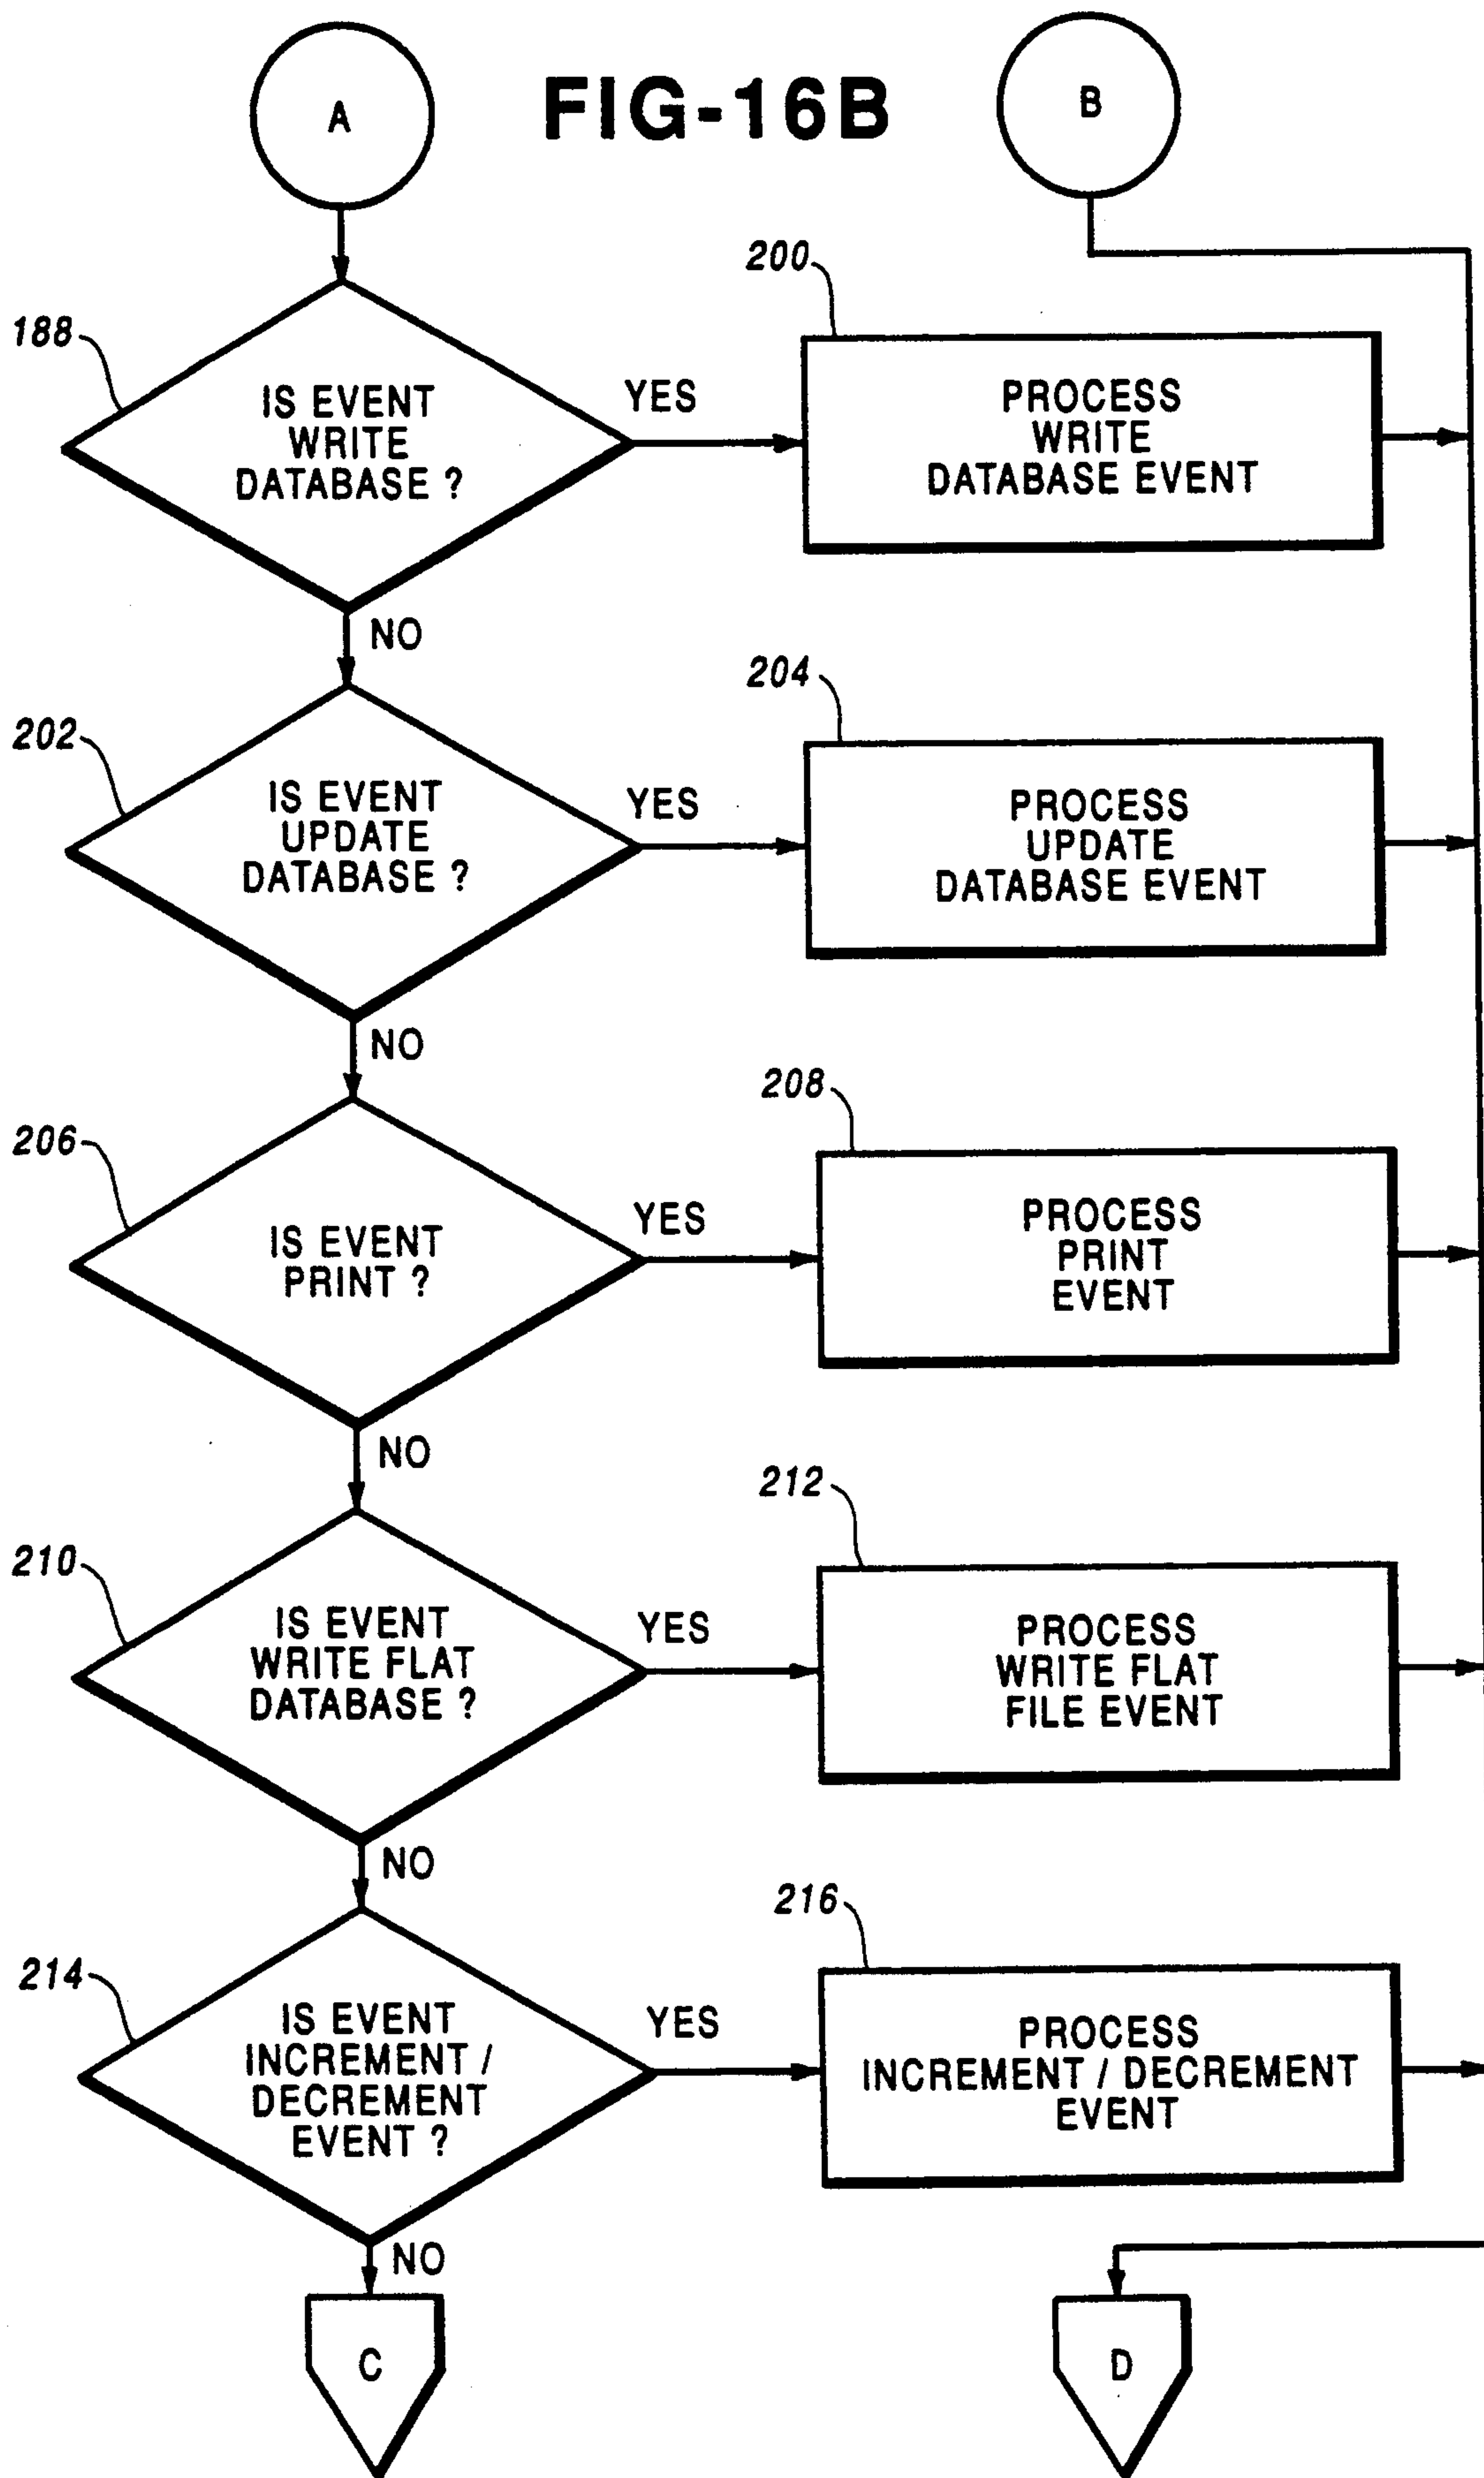 A
FIG-16B
B
188
IS EVENT
WRITE
DATABASE ?
YES
200
PROCESS
WRITE
DATABASE EVENT
NO
202
IS EVENT
UPDATE
DATABASE ?
YES
204
PROCESS
UPDATE
DATABASE EVENT
NO
206
IS EVENT
PRINT ?
YES
208
PROCESS
PRINT
EVENT
NO
210
IS EVENT
WRITE FLAT
DATABASE ?
YES
212
PROCESS
WRITE FLAT
FILE EVENT
NO
214
IS EVENT
INCREMENT /
DECREMENT
EVENT ?
YES
216
PROCESS
INCREMENT / DECREMENT
EVENT
NO
C
D